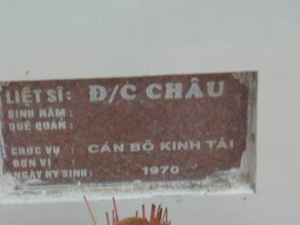 LIỆT SĨ : Đ/C CHÂU
SINH NĂM :
QUÊ QUÁN :
CHỨC VỤ : CÁN BỘ KINH TÀI
ĐƠN VỊ :
NGÀY HY SINH : 1970